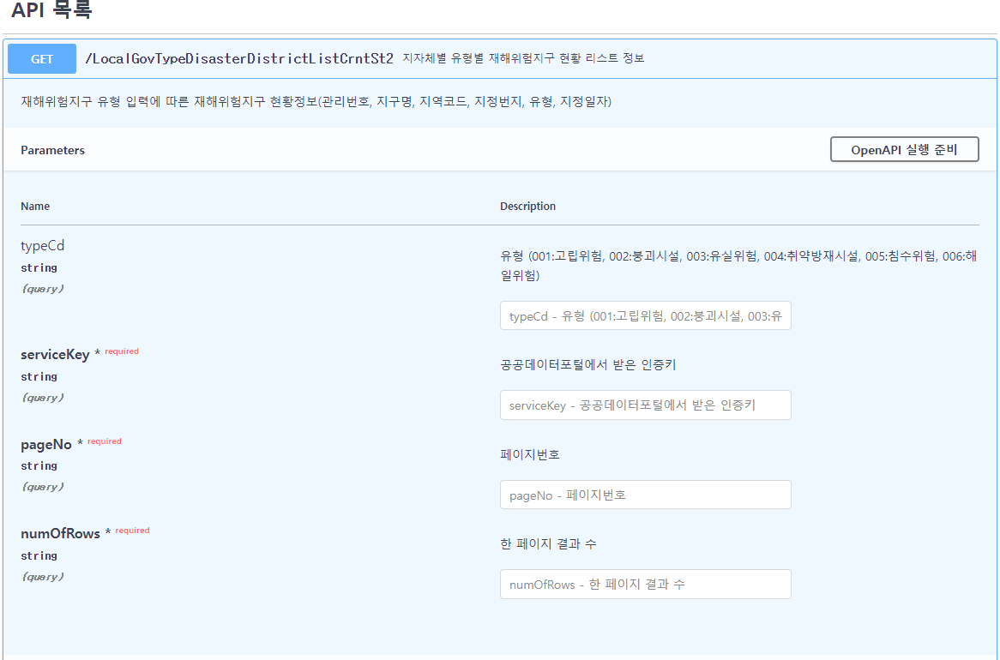 API 목록
GET /LocalGovTypeDisasterDistrictListCrntSt2 지자체별 유형별 재해위험지구 현황 리스트 정보
재해위험지구 유형 입력에 따른 재해위험지구 현황정보(관리번호, 지구명, 지역코드, 지정번지, 유형, 지정일자)
Parameters OpenAPI 실행 준비
Name Description
typeCd
string
(query)
유형 (001:고립위험, 002:붕괴시설, 003:유실위험, 004:취약방재시설, 005:침수위험, 006:해
일위험)
typeCd - 유형 (001:고립위험, 002:붕괴시설, 003:유
serviceKey * required
string
(query)
공공데이터포털에서 받은 인증키
serviceKey - 공공데이터포털에서 받은 인증키
pageNo * required
string
(query)
페이지번호
pageNo - 페이지번호
numOfRows * required
string
(query)
한 페이지 결과 수
numOfRows - 한 페이지 결과 수